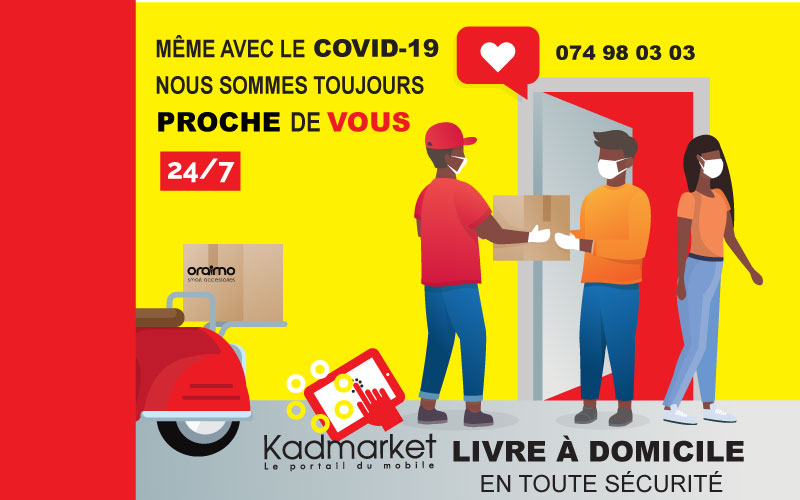 MÊME AVEC LE COVID-19
NOUS SOMMES TOUJOURS
PROCHE DE VOUS
24/7
074 98 03 03
oraimo
smart accessories
Kadmarket
Le portail du mobile
LIVRE À DOMICILE
EN TOUTE SÉCURITÉ